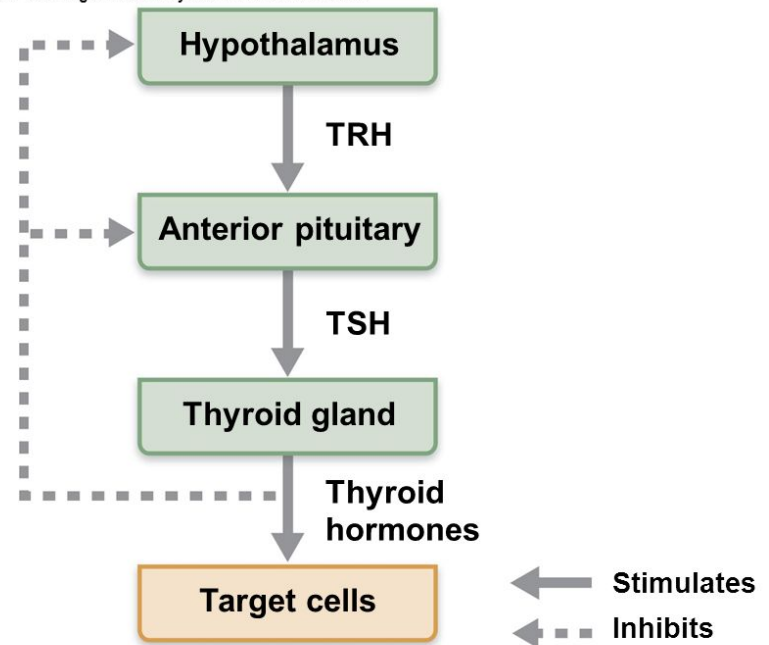 Hypothalamus
TRH
Anterior pituitary
TSH
Thyroid gland
Thyroid
hormones
Target cells
Stimulates
Inhibits